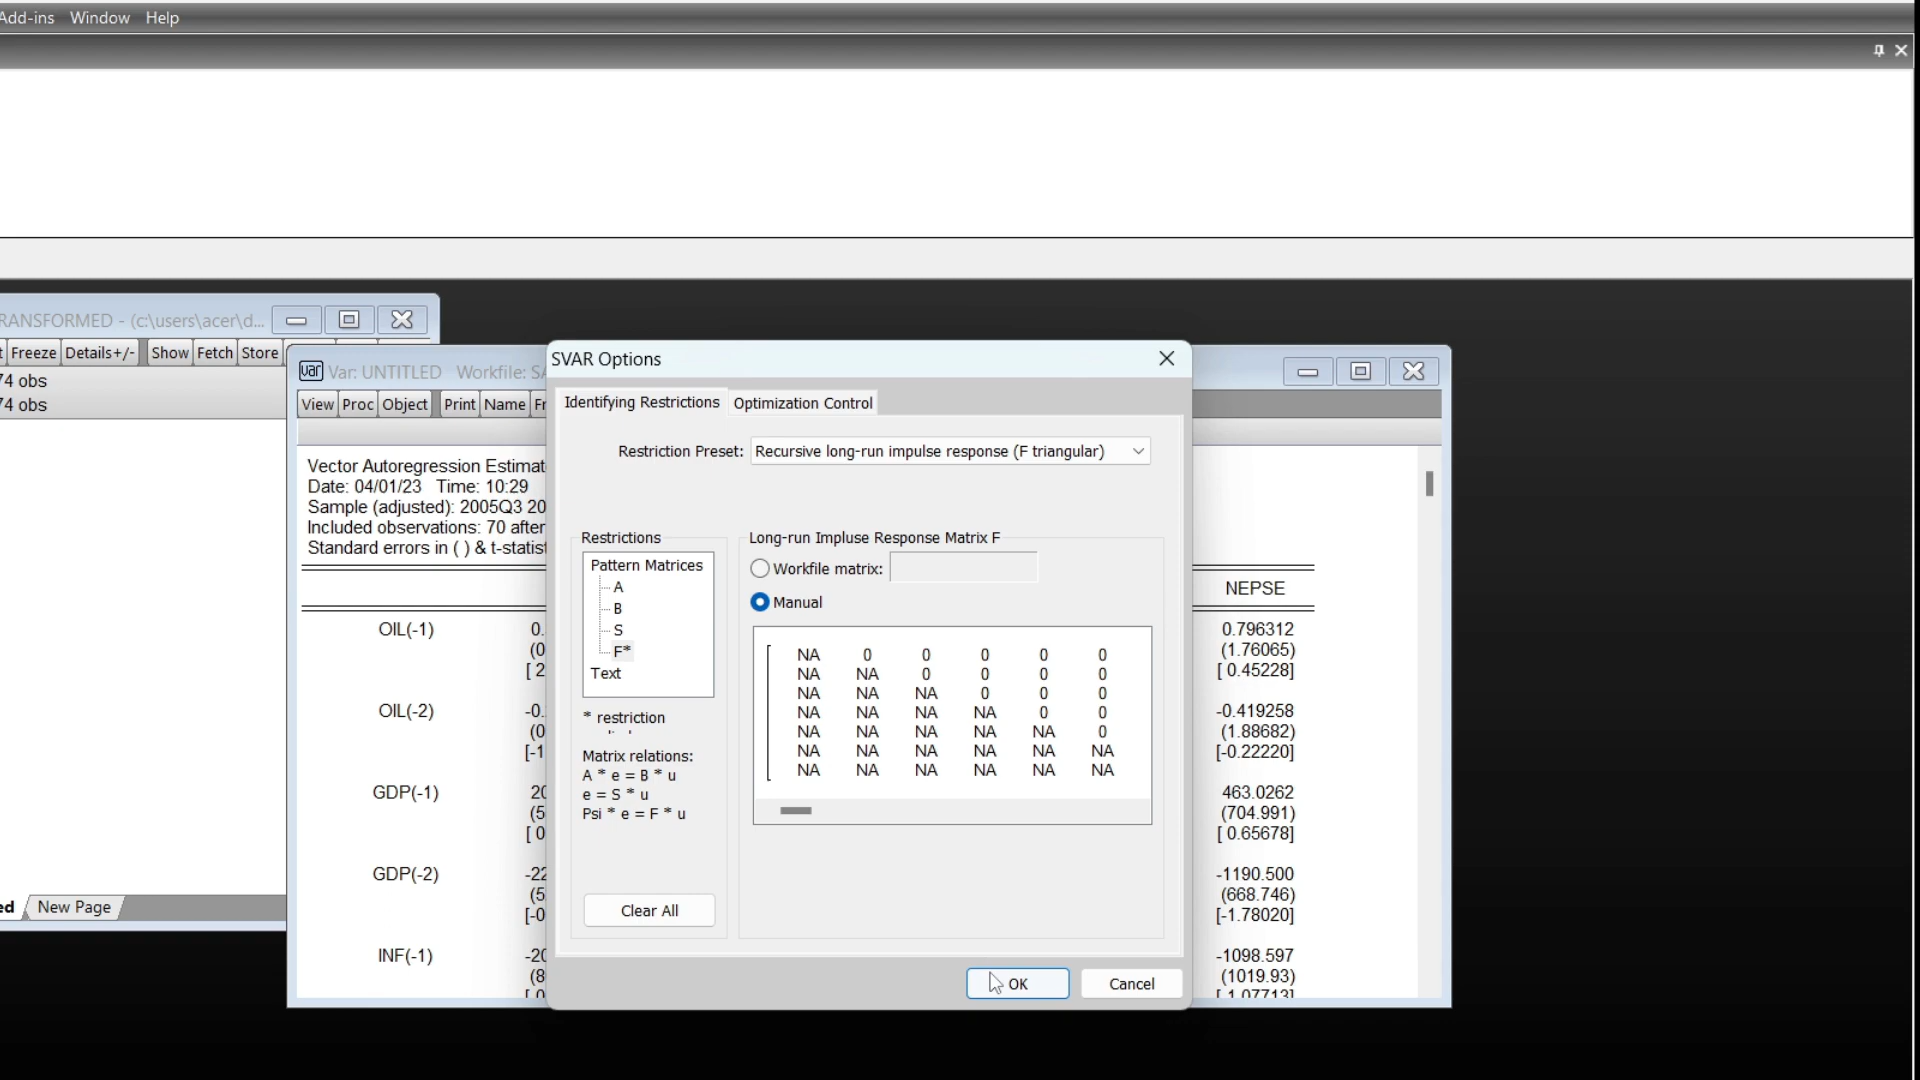 Add-ins Window Help
RANSFORMED - (c:\users\acer\d...
Freeze Details+/- Show Fetch Store
74 obs
74 obs
ed New Page
var Var: UNTITLED Workfile:
View Proc Object Print Name
Vector Autoregression
Date: 04/01/23 Time: 10:29
Sample (adjusted): 2005Q3
Included observations: 70 after
Standard errors in ( ) &
NEPSE
OIL(-1) 0.796312
(1.76065)
[ 0.45228]
OIL(-2) -0.419258
(1.88682)
[-0.22220]
GDP(-1) 463.0262
(704.991)
[ 0.65678]
GDP(-2) -1190.500
(668.746)
[-1.78020]
INF(-1) -1098.597
(1019.93)
[ 1.07713]
SVAR Options
Identifying Restrictions Optimization Control
Restriction Preset: Recursive long-run impulse response (F triangular)
Restrictions
Pattern Matrices
A
B
S
F*
Text
* restriction
Matrix relations:
A * e = B * u
e = S * u
Psi * e = F * u
Clear All
Long-run Impluse Response Matrix F
Workfile matrix:
Manual
NA 0 0 0 0 0
NA NA 0 0 0 0
NA NA NA 0 0 0
NA NA NA NA 0 0
NA NA NA NA NA 0
NA NA NA NA NA NA
NA NA NA NA NA NA
OK Cancel